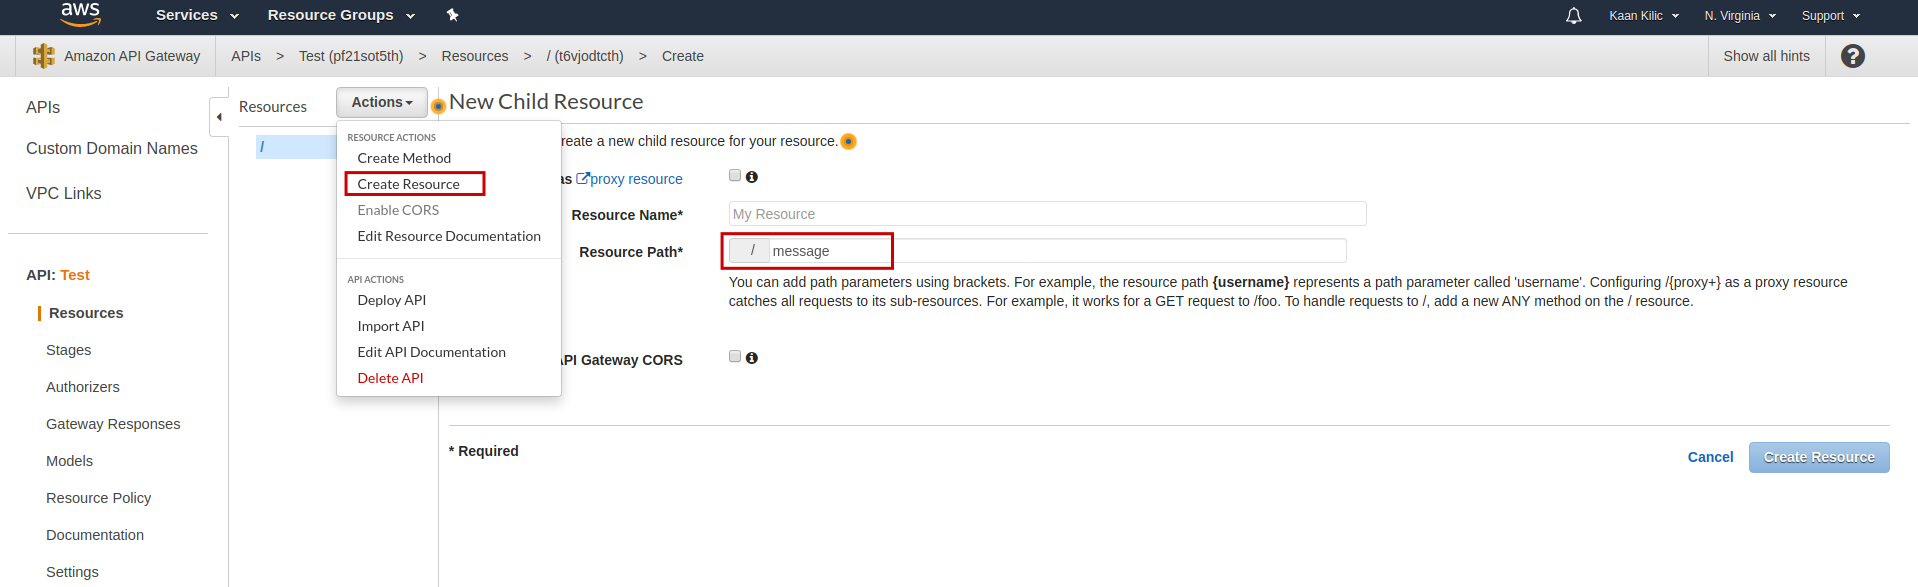 aws Services Resource Groups Kaan Kilic N. Virginia Support
Amazon API Gateway APIs > Test (pf21sot5th) > Resources > / (t6vjodtcth) > Create Show all hints ?
APIs
Custom Domain Names
VPC Links
API: Test
Resources
Stages
Authorizers
Gateway Responses
Models
Resource Policy
Documentation
Settings
Resources
Actions
/
RESOURCE ACTIONS
Create Method
Create Resource
Enable CORS
Edit Resource Documentation
API ACTIONS
Deploy API
Import API
Edit API Documentation
Delete API
New Child Resource
reate a new child resource for your resource.
as proxy resource
Resource Name* My Resource
Resource Path* / message
You can add path parameters using brackets. For example, the resource path {username} represents a path parameter called 'username'. Configuring /{proxy+} as a proxy resource
catches all requests to its sub-resources. For example, it works for a GET request to /foo. To handle requests to /, add a new ANY method on the / resource.
API Gateway CORS
* Required
Cancel Create Resource